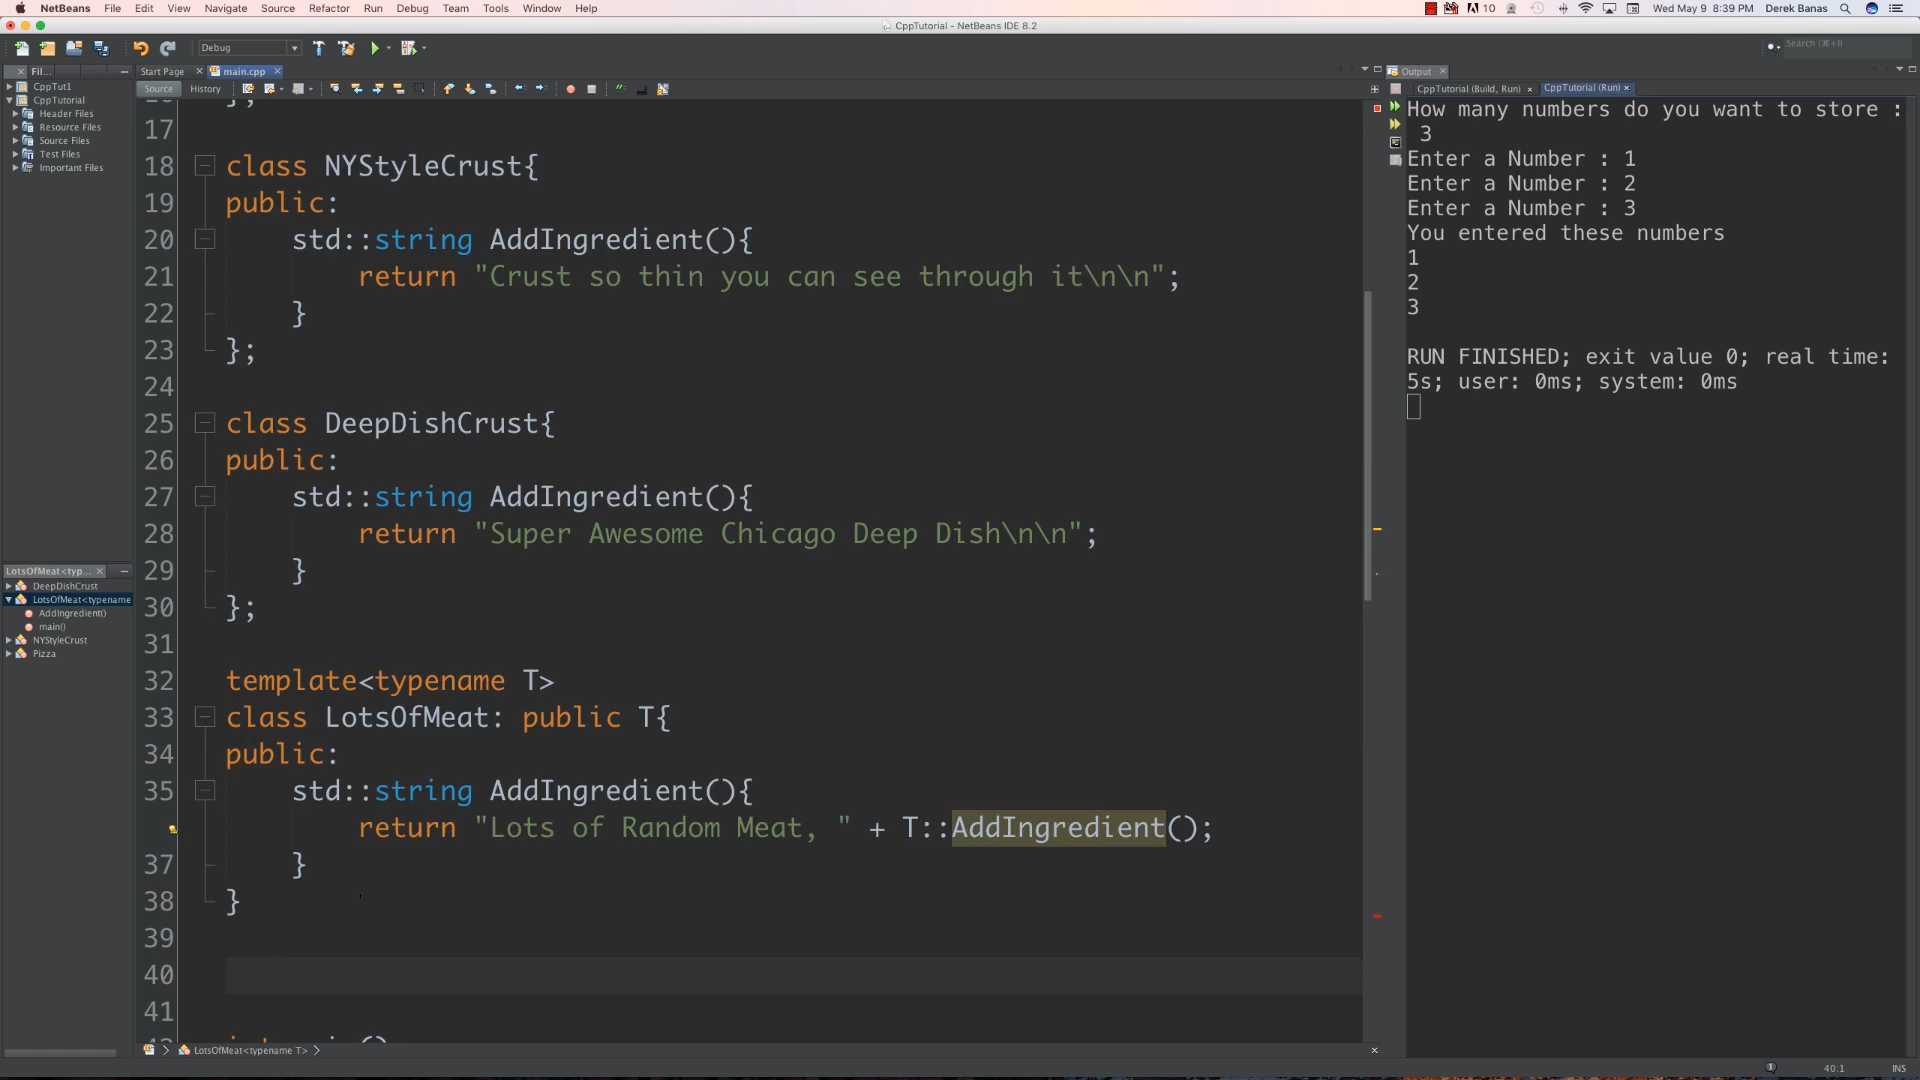 NetBeans File Edit View Navigate Source Refactor Run Debug Team Tools Window Help
10 Wed May 9 8:39 PM Derek Banas
CppTutorial - NetBeans IDE 8.2
Debug
Search (⌘+I)
Fil...
Start Page
main.cpp
Output
Source History
CppTutorial (Build, Run)
CppTutorial (Run)
CppTut1
CppTutorial
Header Files
Resource Files
Source Files
Test Files
Important Files
LotsOfMeat<typ...
DeepDishCrust
LotsOfMeat<typename
AddIngredient()
main()
NYStyleCrust
Pizza
};
17
18 class NYStyleCrust{
19 public:
20 std::string AddIngredient(){
21 return "Crust so thin you can see through it\n\n";
22 }
23 };
24
25 class DeepDishCrust{
26 public:
27 std::string AddIngredient(){
28 return "Super Awesome Chicago Deep Dish\n\n";
29 }
30 };
31
32 template<typename T>
33 class LotsOfMeat: public T{
34 public:
35 std::string AddIngredient(){
return "Lots of Random Meat, " + T::AddIngredient();
37 }
38 }
39
40
41
LotsOfMeat<typename T>
How many numbers do you want to store :
3
Enter a Number : 1
Enter a Number : 2
Enter a Number : 3
You entered these numbers
1
2
3
RUN FINISHED; exit value 0; real time:
5s; user: 0ms; system: 0ms
40:1 INS